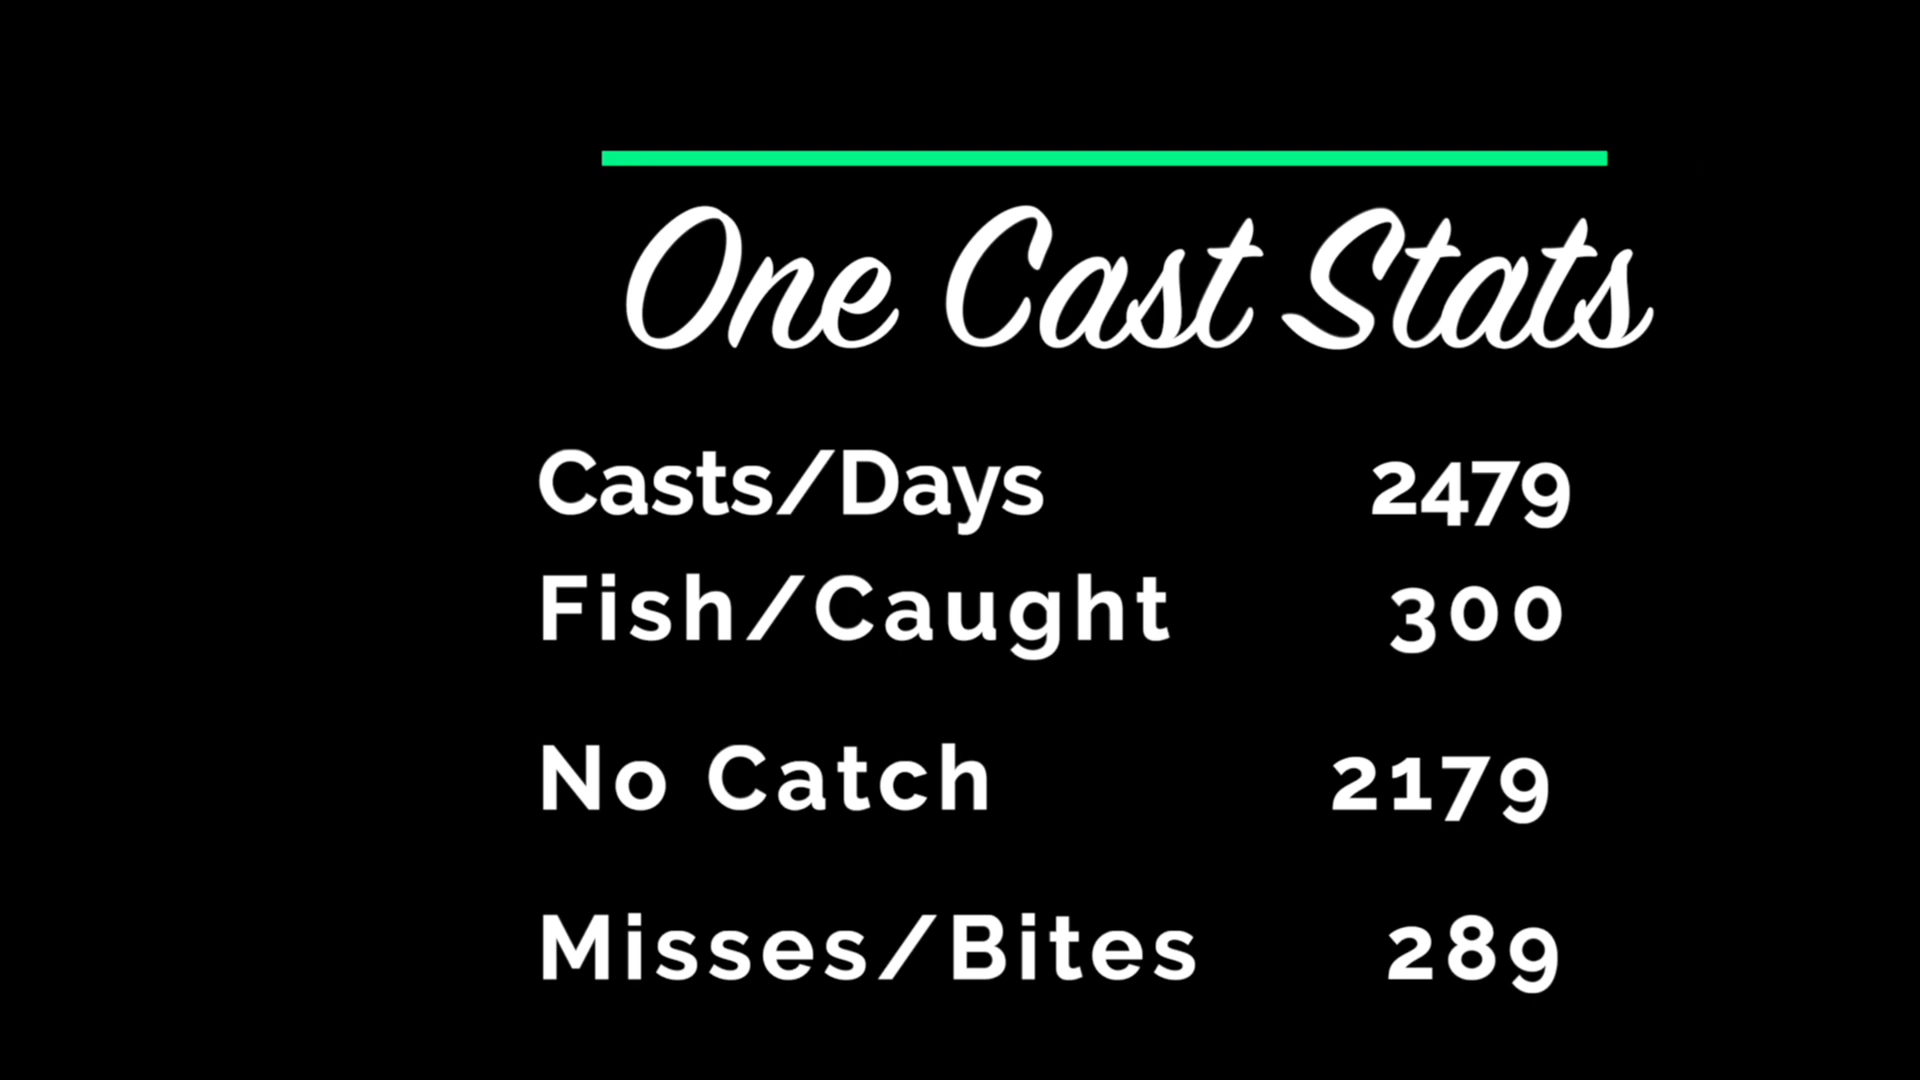 One Cast Stats
Casts/Days 2479
Fish/Caught 300
No Catch 2179
Misses/Bites 289